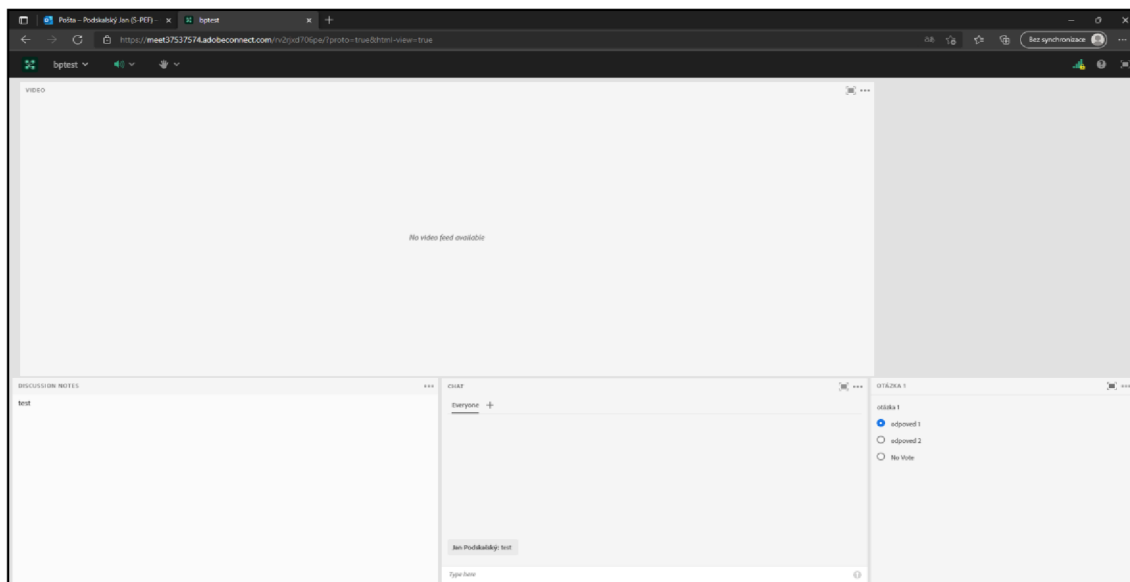 Pošta – Podskalský Jan (S-PEF) –
bptest
https://meet37537574.adobeconnect.com/rv2rjxd706pe/?proto=true&html-view=true
Bez synchronizace
bptest
VIDEO
No video feed available
DISCUSSION NOTES
test
CHAT
Everyone
Jan Podskalský: test
Type here
OTÁZKA 1
otázka 1
odpoved 1
odpoved 2
No Vote